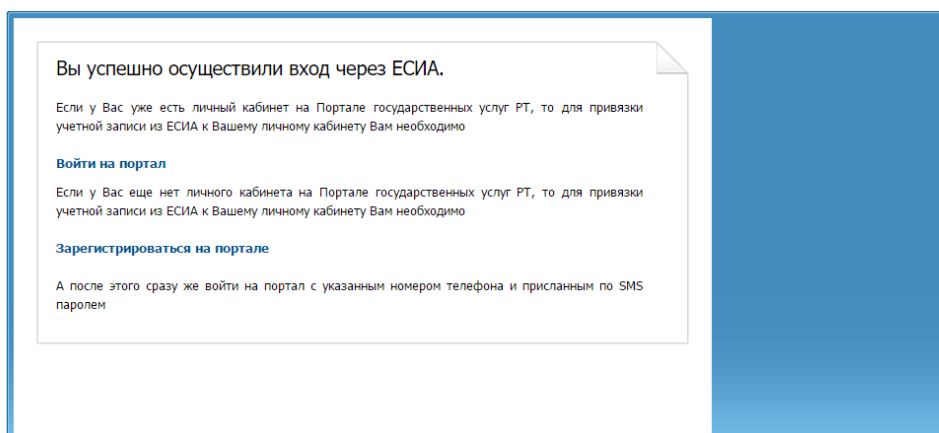 Вы успешно осуществили вход через ЕСИА.
Если у Вас уже есть личный кабинет на Портале государственных услуг РТ, то для привязки
учетной записи из ЕСИА к Вашему личному кабинету Вам необходимо
Войти на портал
Если у Вас еще нет личного кабинета на Портале государственных услуг РТ, то для привязки
учетной записи из ЕСИА к Вашему личному кабинету Вам необходимо
Зарегистрироваться на портале
А после этого сразу же войти на портал с указанным номером телефона и присланным по SMS
паролем